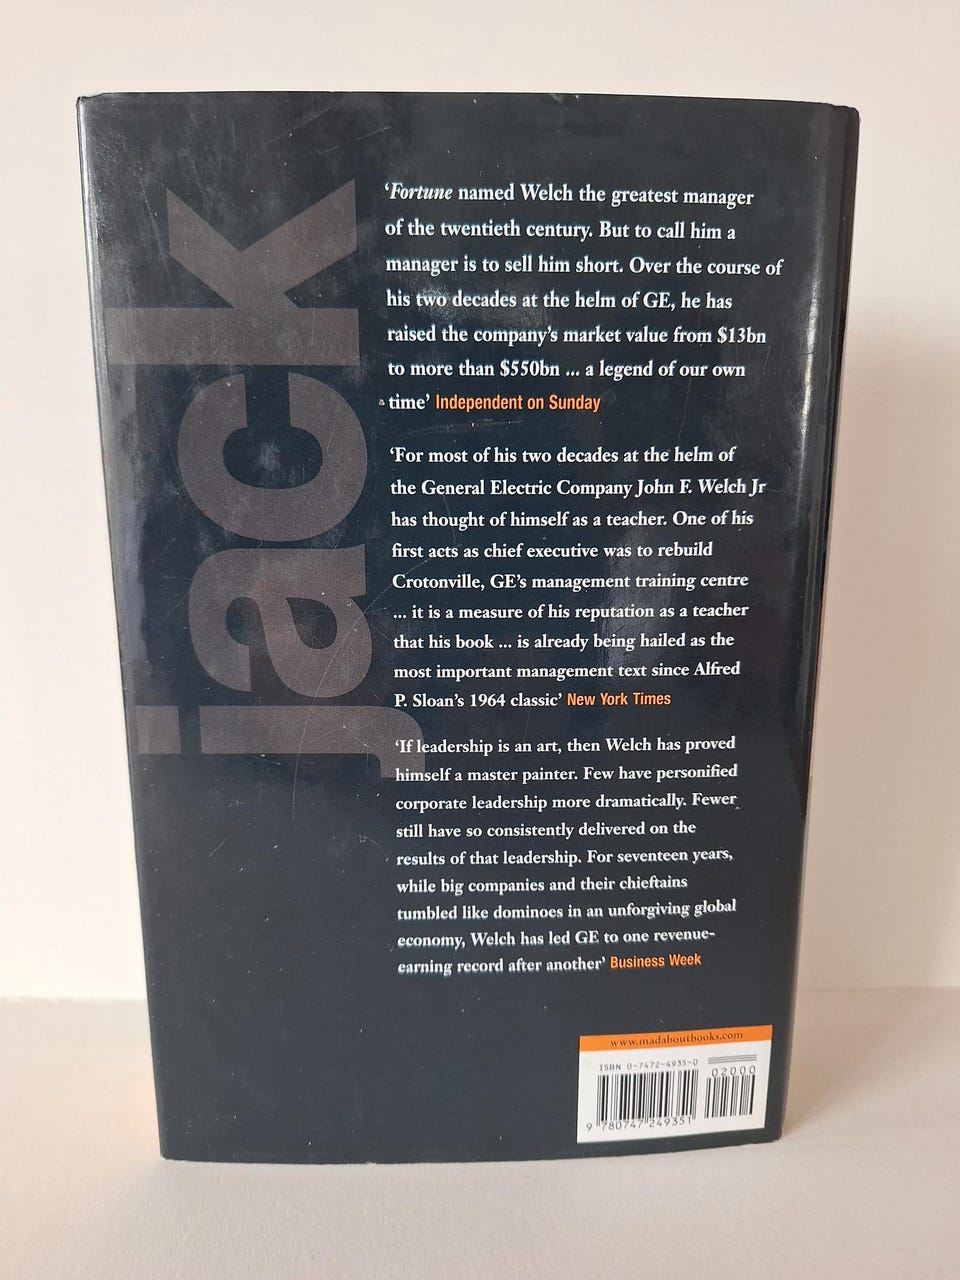 jack
‘Fortune named Welch the greatest manager
of the twentieth century. But to call him a
manager is to sell him short. Over the course of
his two decades at the helm of GE, he has
raised the company’s market value from $13bn
to more than $550bn ... a legend of our own
time’ Independent on Sunday
‘For most of his two decades at the helm of
the General Electric Company John F. Welch Jr
has thought of himself as a teacher. One of his
first acts as chief executive was to rebuild
Crotonville, GE’s management training centre
... it is a measure of his reputation as a teacher
that his book ... is already being hailed as the
most important management text since Alfred
P. Sloan’s 1964 classic’ New York Times
‘If leadership is an art, then Welch has proved
himself a master painter. Few have personified
corporate leadership more dramatically. Fewer
still have so consistently delivered on the
results of that leadership. For seventeen years,
while big companies and their chieftains
tumbled like dominoes in an unforgiving global
economy, Welch has led GE to one revenue-
earning record after another’ Business Week
www.madaboutbooks.com
ISBN 0-7472-4935-0
02000
9 780747 249351